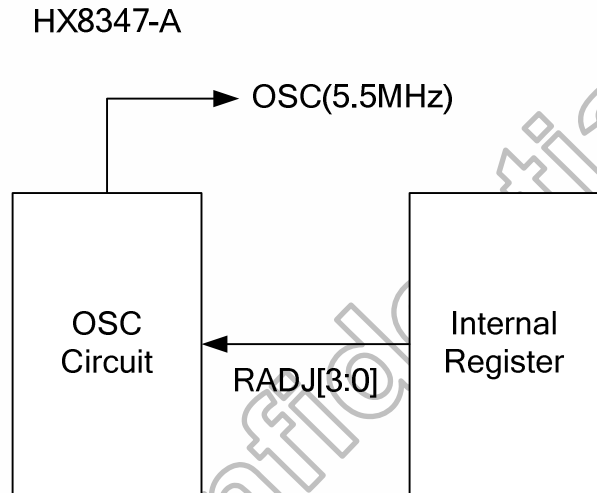 HX8347-A
OSC(5.5MHz)
OSC
Circuit
RADJ[3:0]
Internal
Register